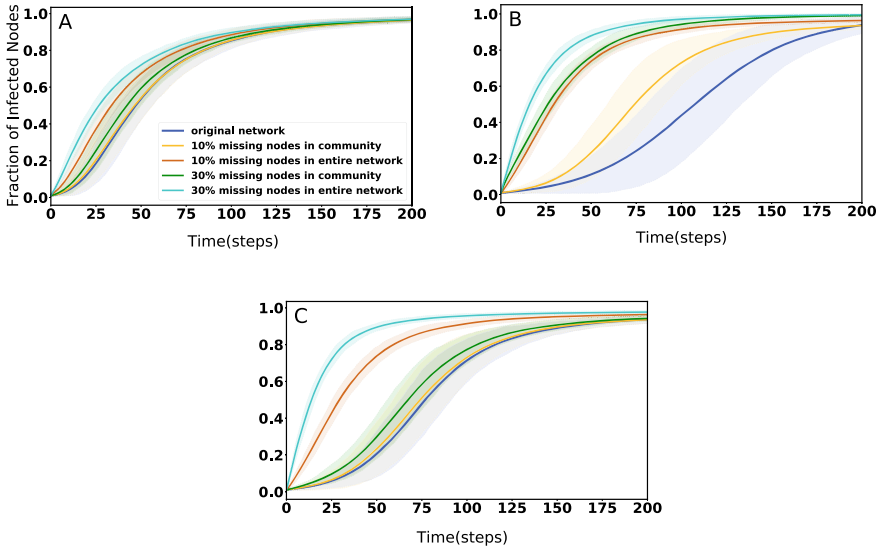 A
1.0
0.8
0.6
0.4
0.2
0.0
Fraction of Infected Nodes
original network
10% missing nodes in community
10% missing nodes in entire network
30% missing nodes in community
30% missing nodes in entire network
0 25 50 75 100 125 150 175 200
Time(steps)
B
1.0
0.8
0.6
0.4
0.2
0.0
0 25 50 75 100 125 150 175 200
Time(steps)
C
1.0
0.8
0.6
0.4
0.2
0.0
0 25 50 75 100 125 150 175 200
Time(steps)